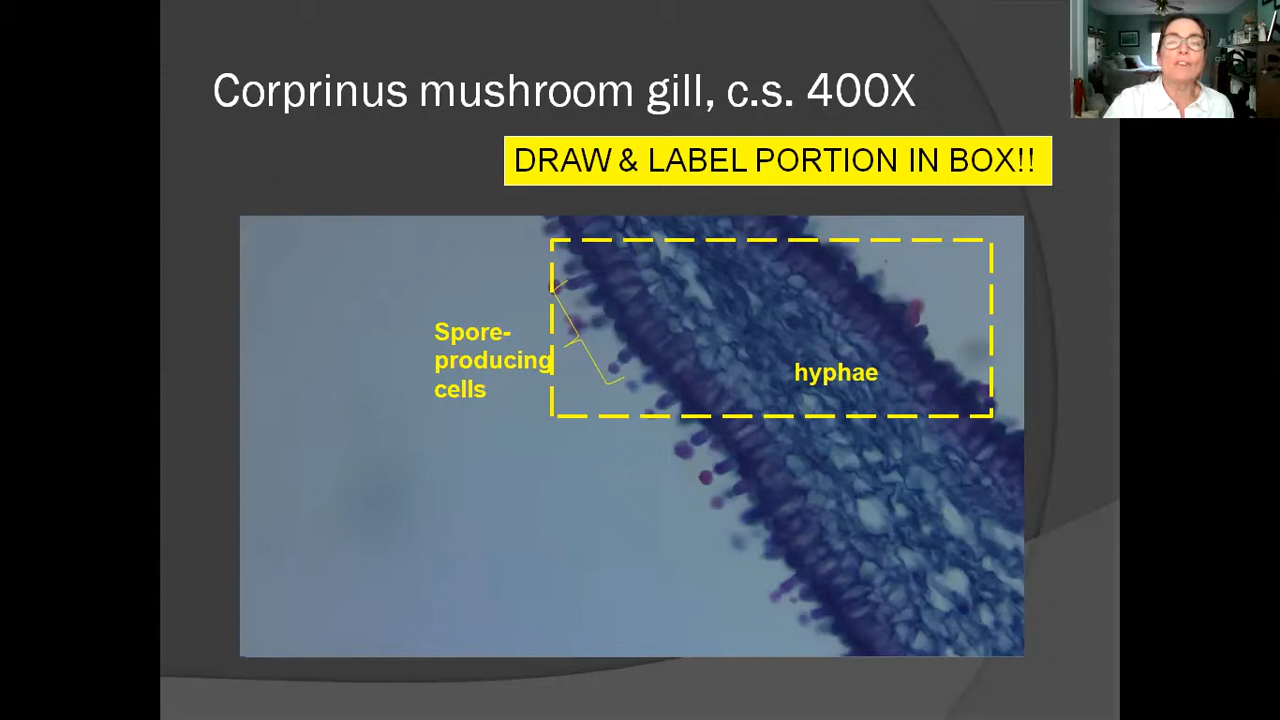 Corprinus mushroom gill, c.s. 400X
DRAW & LABEL PORTION IN BOX!!
Spore-
producing
cells
hyphae